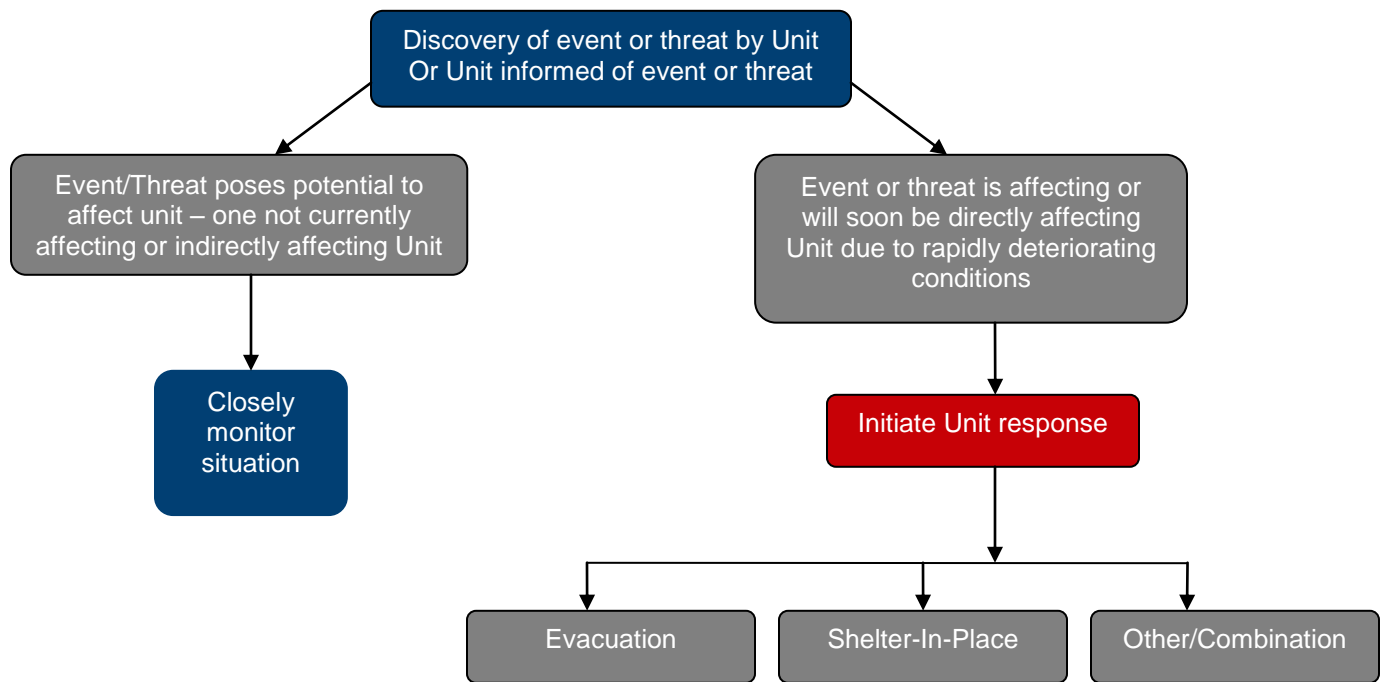 Discovery of event or threat by Unit
Or Unit informed of event or threat
Event/Threat poses potential to
affect unit – one not currently
affecting or indirectly affecting Unit
Event or threat is affecting or
will soon be directly affecting
Unit due to rapidly deteriorating
conditions
Closely
monitor
situation
Initiate Unit response
Evacuation
Shelter-In-Place
Other/Combination